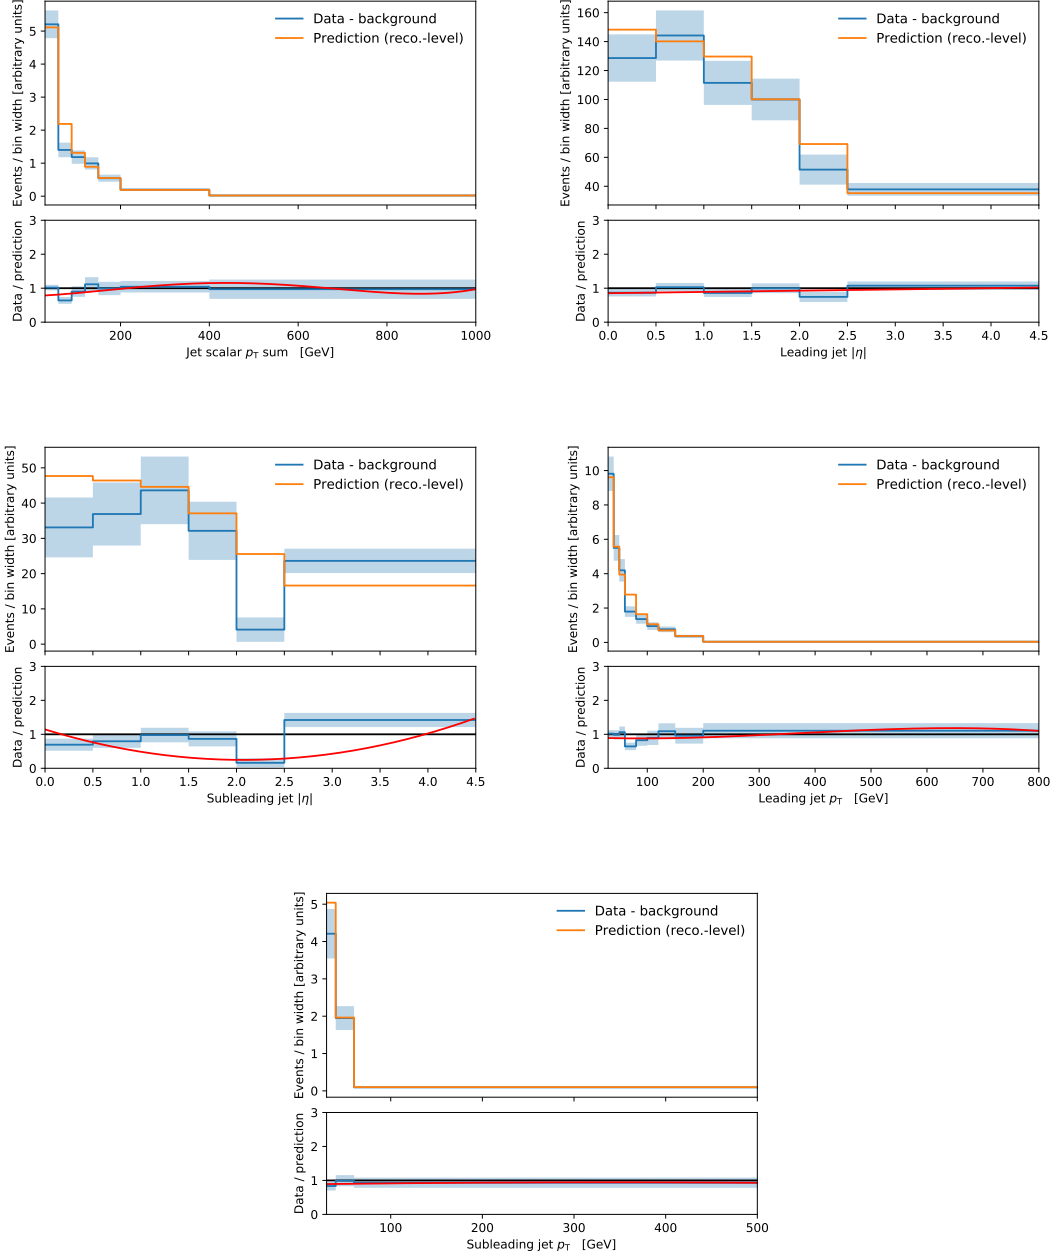 Data - background
Prediction (reco.-level)
Events / bin width [arbitrary units]
5
4
3
2
1
0
Data / prediction
3
2
1
0
200 400 600 800 1000
Jet scalar pT sum [GeV]
Data - background
Prediction (reco.-level)
Events / bin width [arbitrary units]
160
140
120
100
80
60
40
Data / prediction
3
2
1
0
0.0 0.5 1.0 1.5 2.0 2.5 3.0 3.5 4.0 4.5
Leading jet |η|
Data - background
Prediction (reco.-level)
Events / bin width [arbitrary units]
50
40
30
20
10
0
Data / prediction
3
2
1
0
0.0 0.5 1.0 1.5 2.0 2.5 3.0 3.5 4.0 4.5
Subleading jet |η|
Data - background
Prediction (reco.-level)
Events / bin width [arbitrary units]
10
8
6
4
2
0
Data / prediction
3
2
1
0
100 200 300 400 500 600 700 800
Leading jet pT [GeV]
Data - background
Prediction (reco.-level)
Events / bin width [arbitrary units]
5
4
3
2
1
0
Data / prediction
3
2
1
0
100 200 300 400 500
Subleading jet pT [GeV]